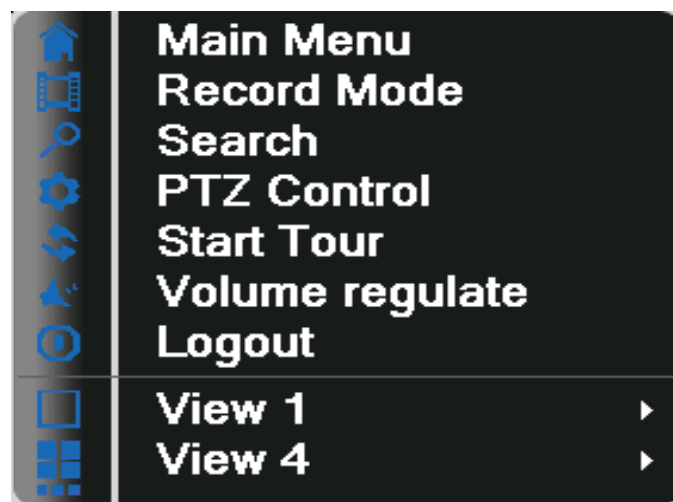 Main Menu
Record Mode
Search
PTZ Control
Start Tour
Volume regulate
Logout
View 1
View 4